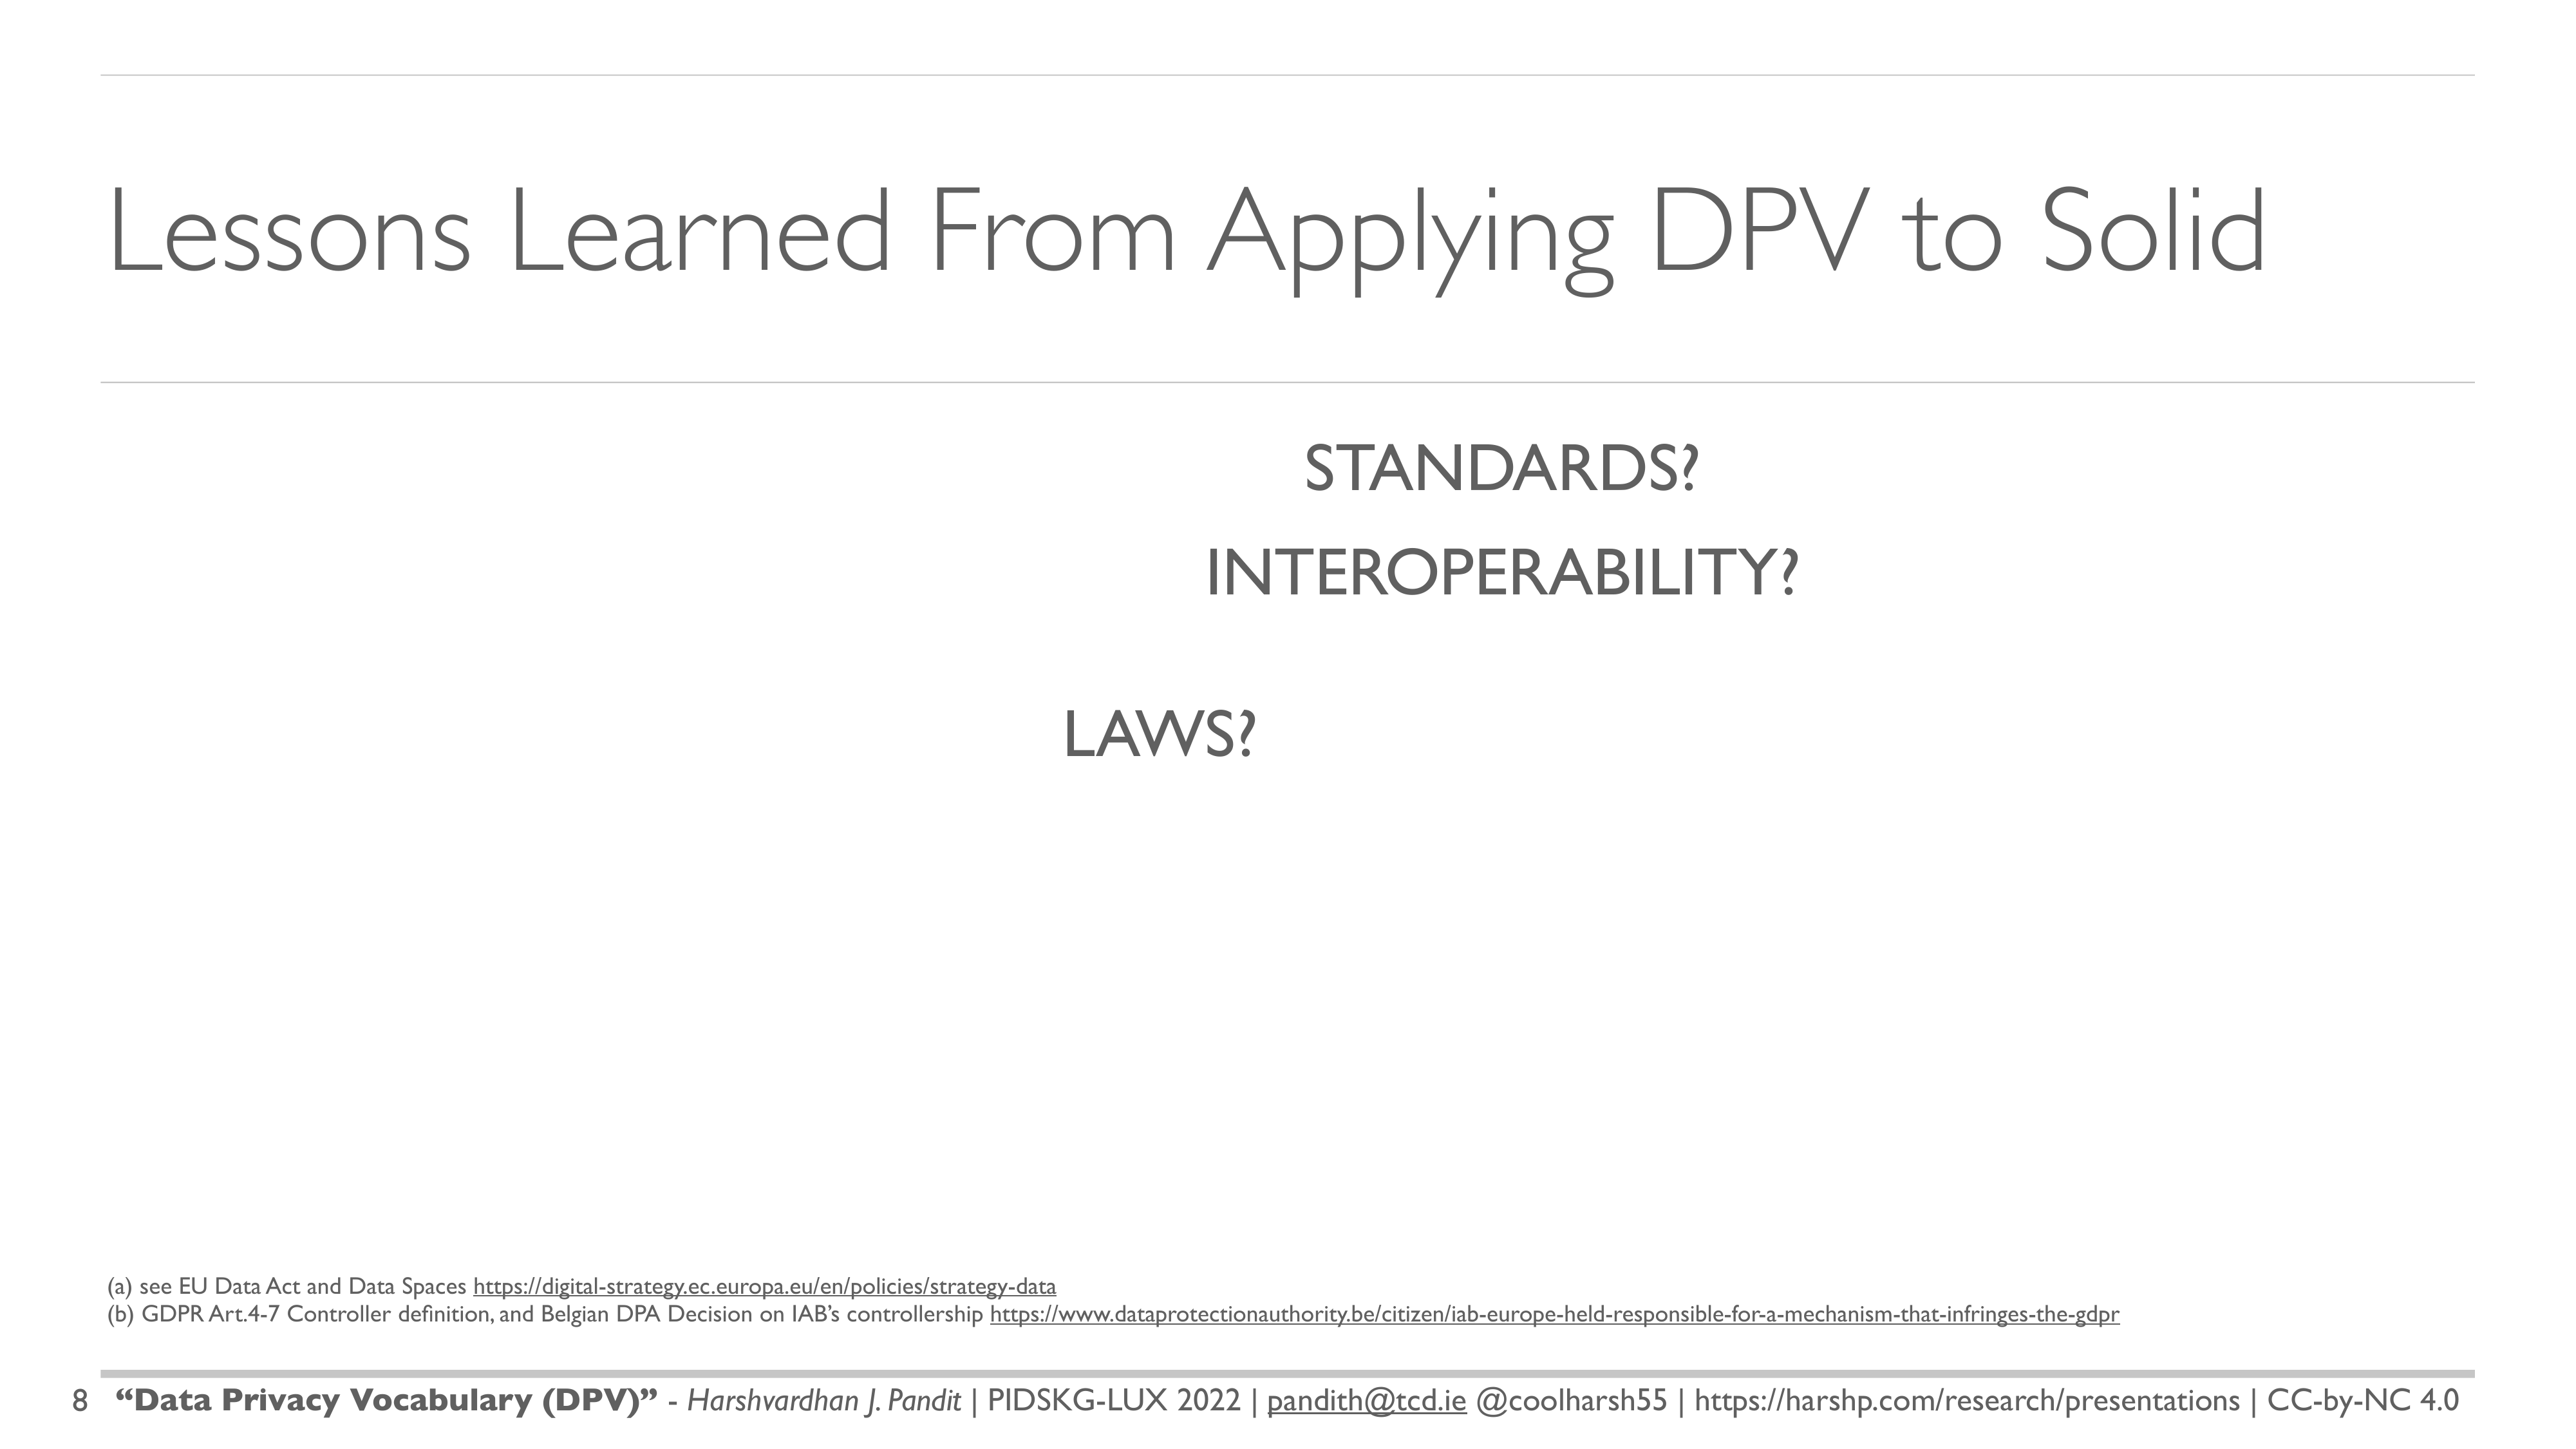 Lessons Learned From Applying DPV to Solid
STANDARDS?
INTEROPERABILITY?
LAWS?
(a) see EU Data Act and Data Spaces https://digital-strategy.ec.europa.eu/en/policies/strategy-data
(b) GDPR Art.4-7 Controller definition, and Belgian DPA Decision on IAB’s controllership https://www.dataprotectionauthority.be/citizen/iab-europe-held-responsible-for-a-mechanism-that-infringes-the-gdpr
8 “Data Privacy Vocabulary (DPV)” - Harshvardhan J. Pandit | PIDSKG-LUX 2022 | pandith@tcd.ie @coolharsh55 | https://harshp.com/research/presentations | CC-by-NC 4.0